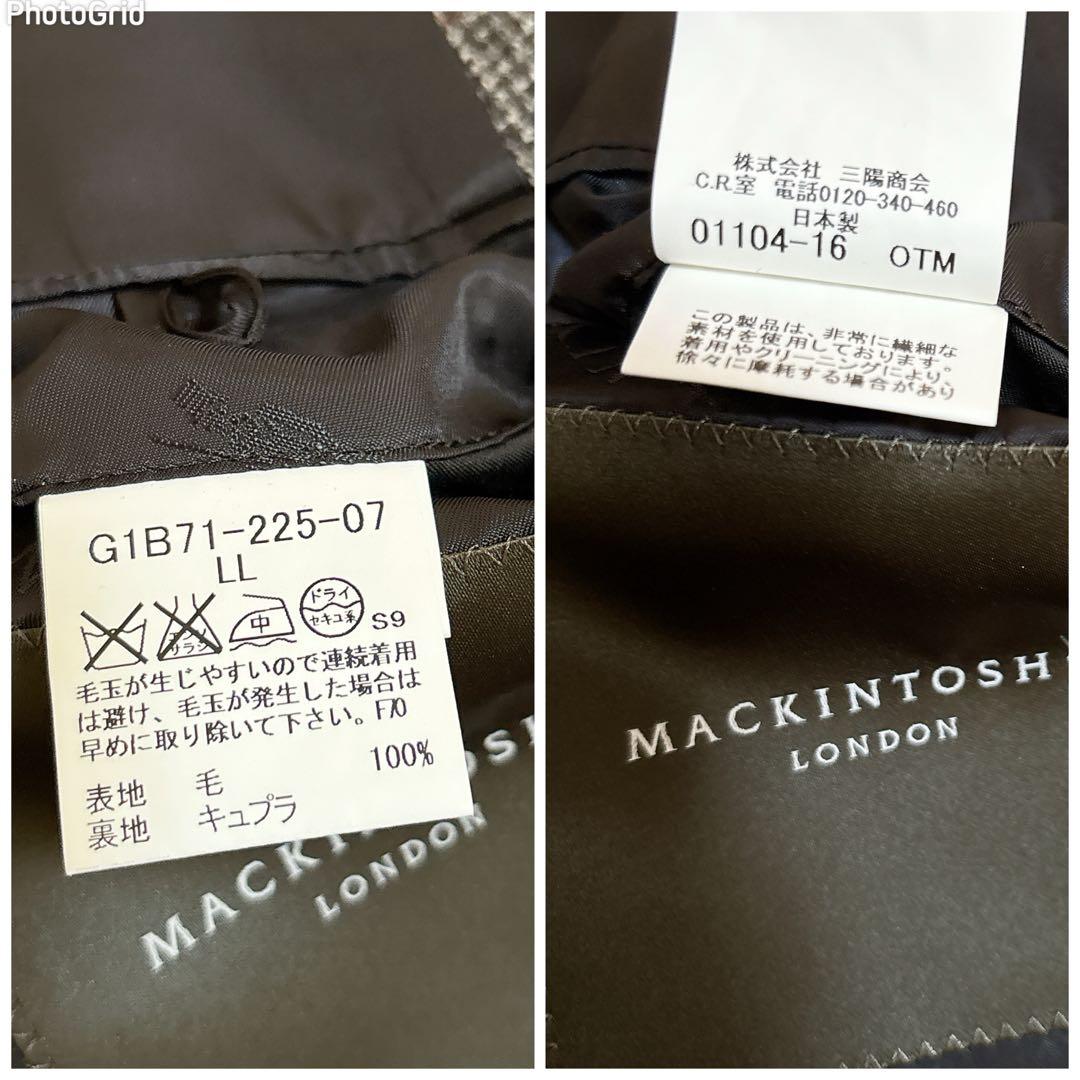 PhotoGrid
G1B71-225-07
LL
エンソ
サラシ
中
ドライ
セキユ系
S9
毛玉が生じやすいので連続着用
は避け、毛玉が発生した場合は
早めに取り除いて下さい。F/0
表地 毛 100%
裏地 キュプラ
MACKINTOSH
LONDON
株式会社 三陽商会
C.R.室 電話0120-340-460
日本製
01104-16 OTM
この製品は、非常に繊細な
素材を使用しております。
着用やクリーニングにより、
徐々に摩耗する場合があり
MACKINTOSH
LONDON